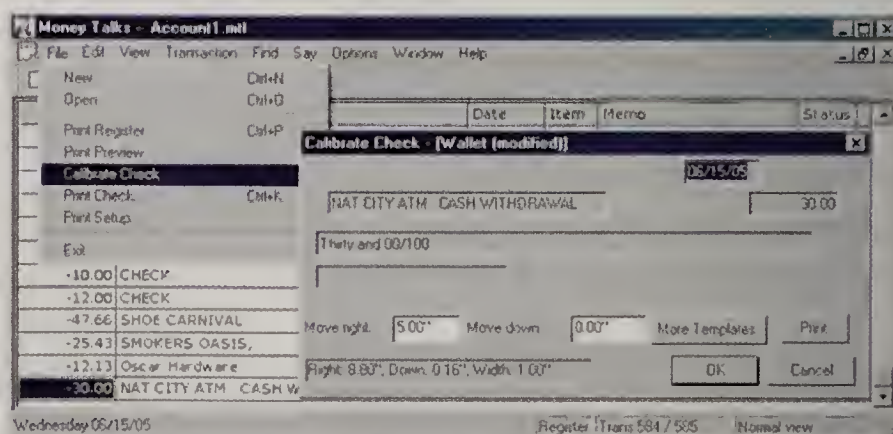 Money Talks - Account1.mtl
File Edit View Transaction Find Say Options Window Help
New Ctrl+N
Open Ctrl+O
Print Register Ctrl+P
Print Preview
Calibrate Check
Print Check Ctrl+K
Print Setup
Exit
Date Item Memo Status
Calibrate Check - [Wallet (modified)]
06/15/05
NAT CITY ATM CASH WITHDRAWAL 30.00
Thirty and 00/100
Move right: 5.00" Move down 0.00" More Templates Print
Right: 8.80", Down: 0.16", Width: 1.00" OK Cancel
-10.00 CHECK
-12.00 CHECK
-47.66 SHOE CARNIVAL
-25.43 SMOKERS OASIS,
-12.13 Oscar Hardware
-30.00 NAT CITY ATM CASH W
Wednesday 06/15/05 Register Trans 584 / 585 Normal view